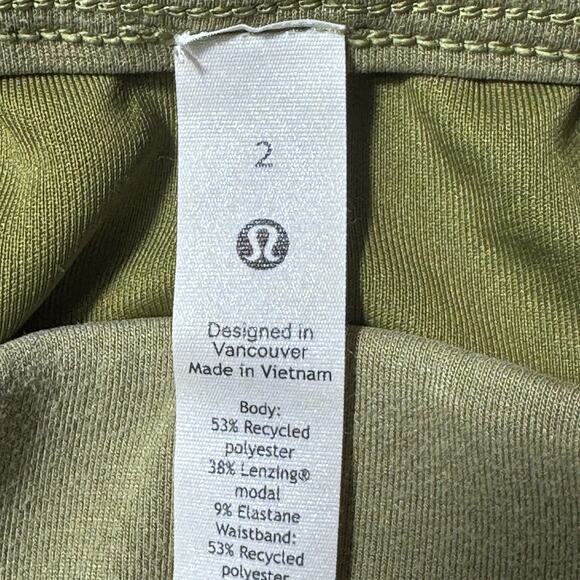 2
Designed in
Vancouver
Made in Vietnam
Body:
53% Recycled
polyester
38% Lenzing®
modal
9% Elastane
Waistband:
53% Recycled
polyester